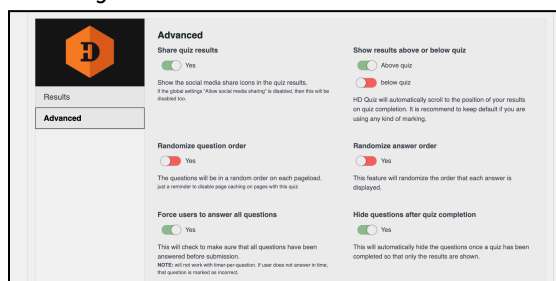 Results
Advanced
Advanced
Share quiz results
Yes
Show the social media share icons in the quiz results.
if the global settings "Allow social media sharing" is disabled, then this will be
disabled too.
Show results above or below quiz
Above quiz
below quiz
HD Quiz will automatically scroll to the position of your results
on quiz completion. It is recommend to keep default if you are
using any kind of marking.
Randomize question order
Yes
The questions will be in a random order on each pageload.
just a reminder to disable page caching on pages with this quiz
Randomize answer order
Yes
This feature will randomize the order that each answer is
displayed.
Force users to answer all questions
Yes
This will check to make sure that all questions have been
answered before submission.
NOTE: will not work with timer-per-question. If user does not answer in time,
that question is marked as incorrect.
Hide questions after quiz completion
Yes
This will automatically hide the questions once a quiz has been
completed so that only the results are shown.